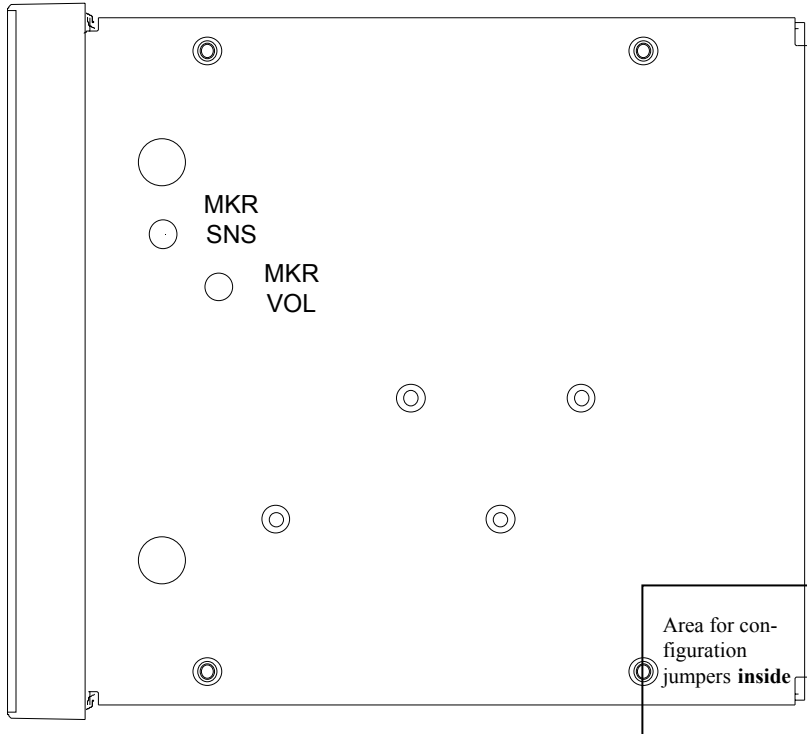 MKR
SNS
MKR
VOL
Area for con-
figuration
jumpers inside